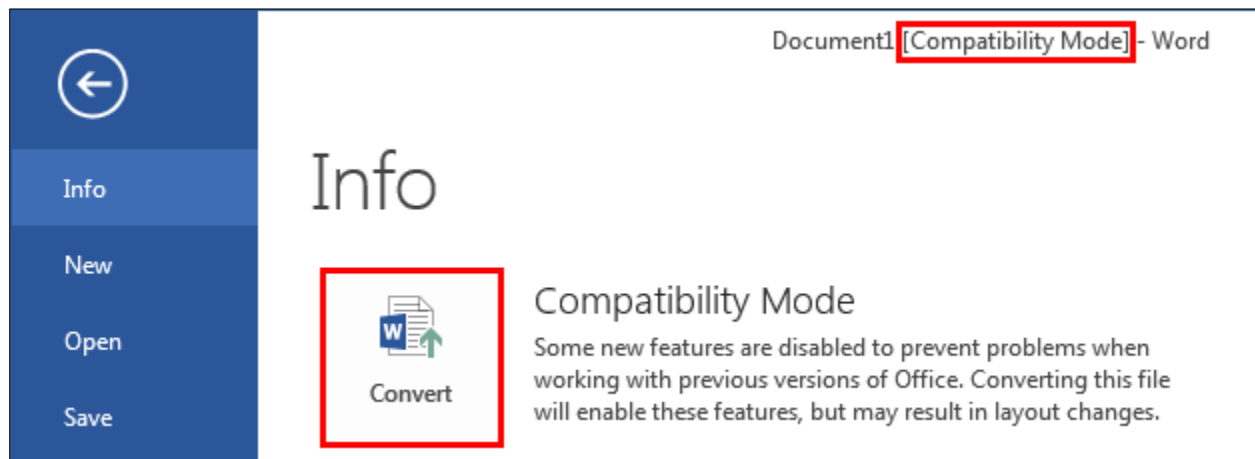 Document1 [Compatibility Mode] - Word
Info
Info
New
Open
Save
W
Convert
Compatibility Mode
Some new features are disabled to prevent problems when
working with previous versions of Office. Converting this file
will enable these features, but may result in layout changes.